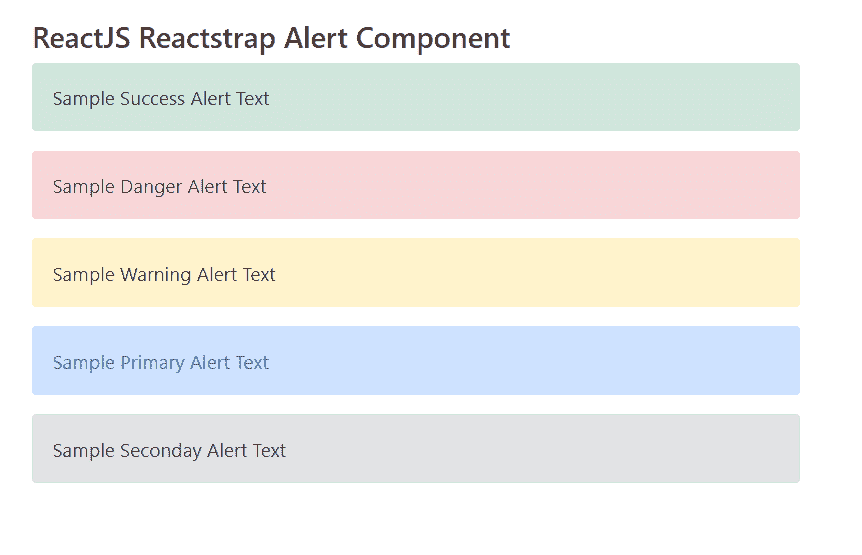 ReactJS Reactstrap Alert Component
Sample Success Alert Text
Sample Danger Alert Text
Sample Warning Alert Text
Sample Primary Alert Text
Sample Seconday Alert Text